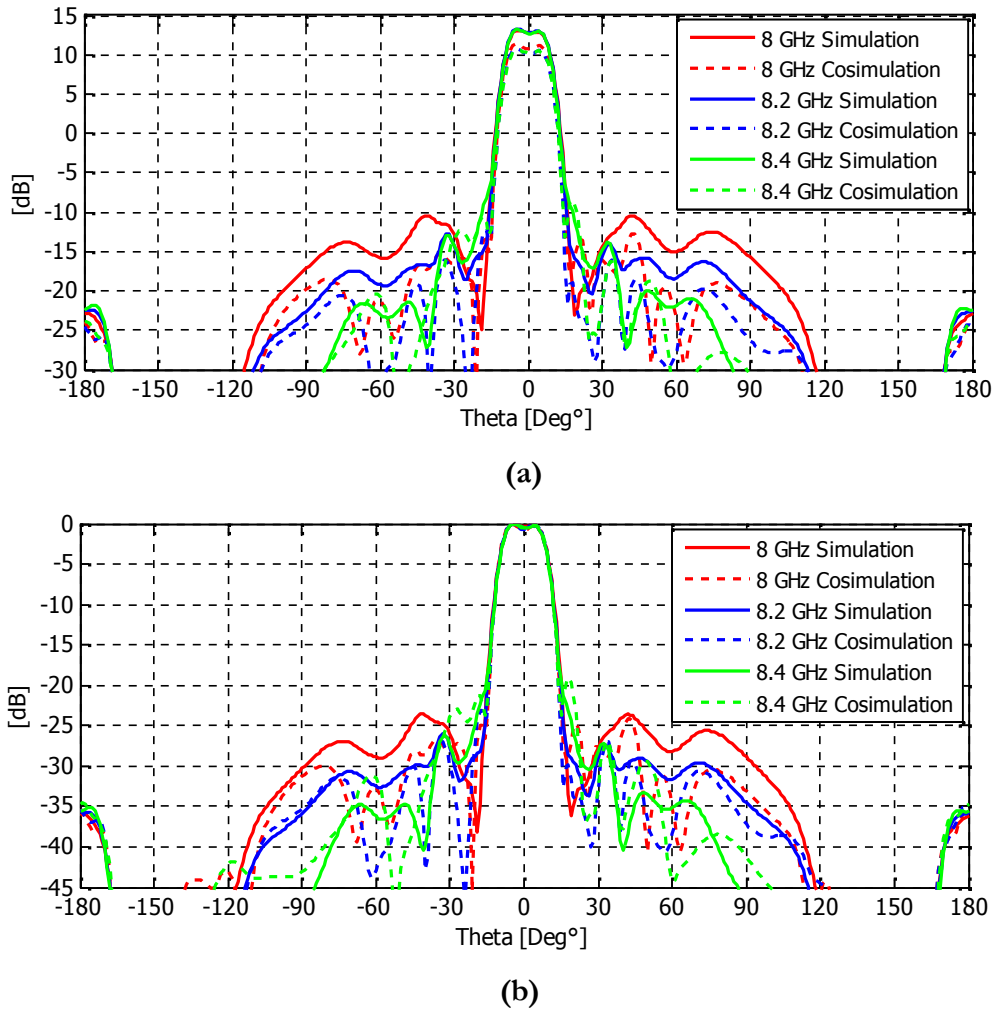 15
10
5
0
-5
-10
-15
-20
-25
-30
[dB]
-180 -150 -120 -90 -60 -30 0 30 60 90 120 150 180
Theta [Deg°]
8 GHz Simulation
8 GHz Cosimulation
8.2 GHz Simulation
8.2 GHz Cosimulation
8.4 GHz Simulation
8.4 GHz Cosimulation
(a)
0
-5
-10
-15
-20
-25
-30
-35
-40
-45
[dB]
-180 -150 -120 -90 -60 -30 0 30 60 90 120 150 180
Theta [Deg°]
8 GHz Simulation
8 GHz Cosimulation
8.2 GHz Simulation
8.2 GHz Cosimulation
8.4 GHz Simulation
8.4 GHz Cosimulation
(b)